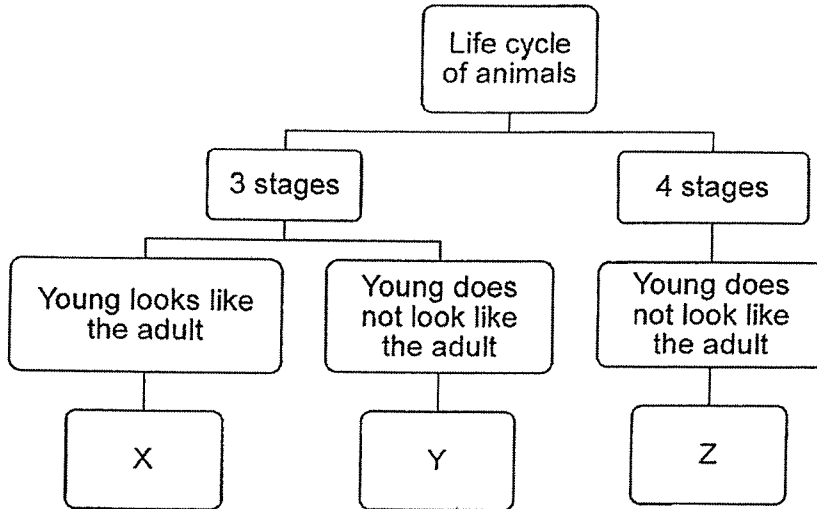 Life cycle
of animals
3 stages
4 stages
Young looks like
the adult
Young does
not look like
the adult
Young does
not look like
the adult
X
Y
Z